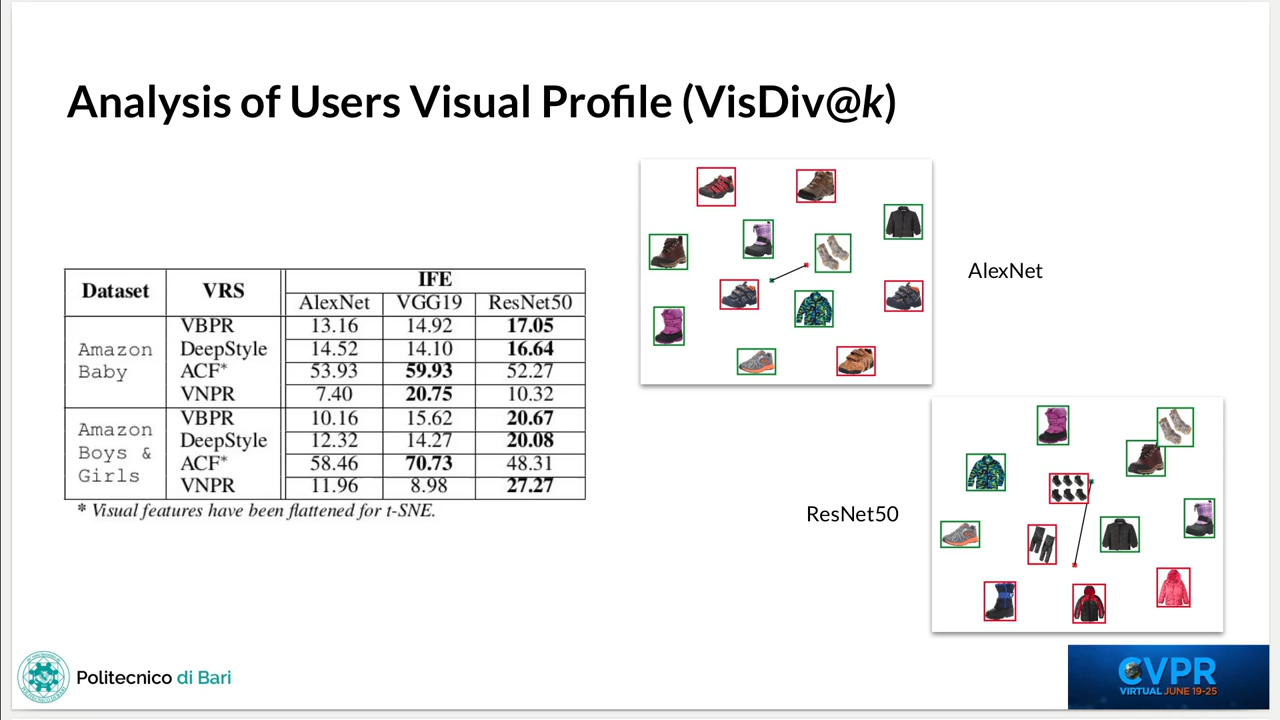 Analysis of Users Visual Profile (VisDiv@k)
Dataset VRS IFE
AlexNet VGG19 ResNet50
Amazon Baby
VBPR 13.16 14.92 17.05
DeepStyle 14.52 14.10 16.64
ACF* 53.93 59.93 52.27
VNPR 7.40 20.75 10.32
Amazon Boys & Girls
VBPR 10.16 15.62 20.67
DeepStyle 12.32 14.27 20.08
ACF* 58.46 70.73 48.31
VNPR 11.96 8.98 27.27
* Visual features have been flattened for t-SNE.
AlexNet
ResNet50
Politecnico di Bari
CVPR
VIRTUAL JUNE 19-25